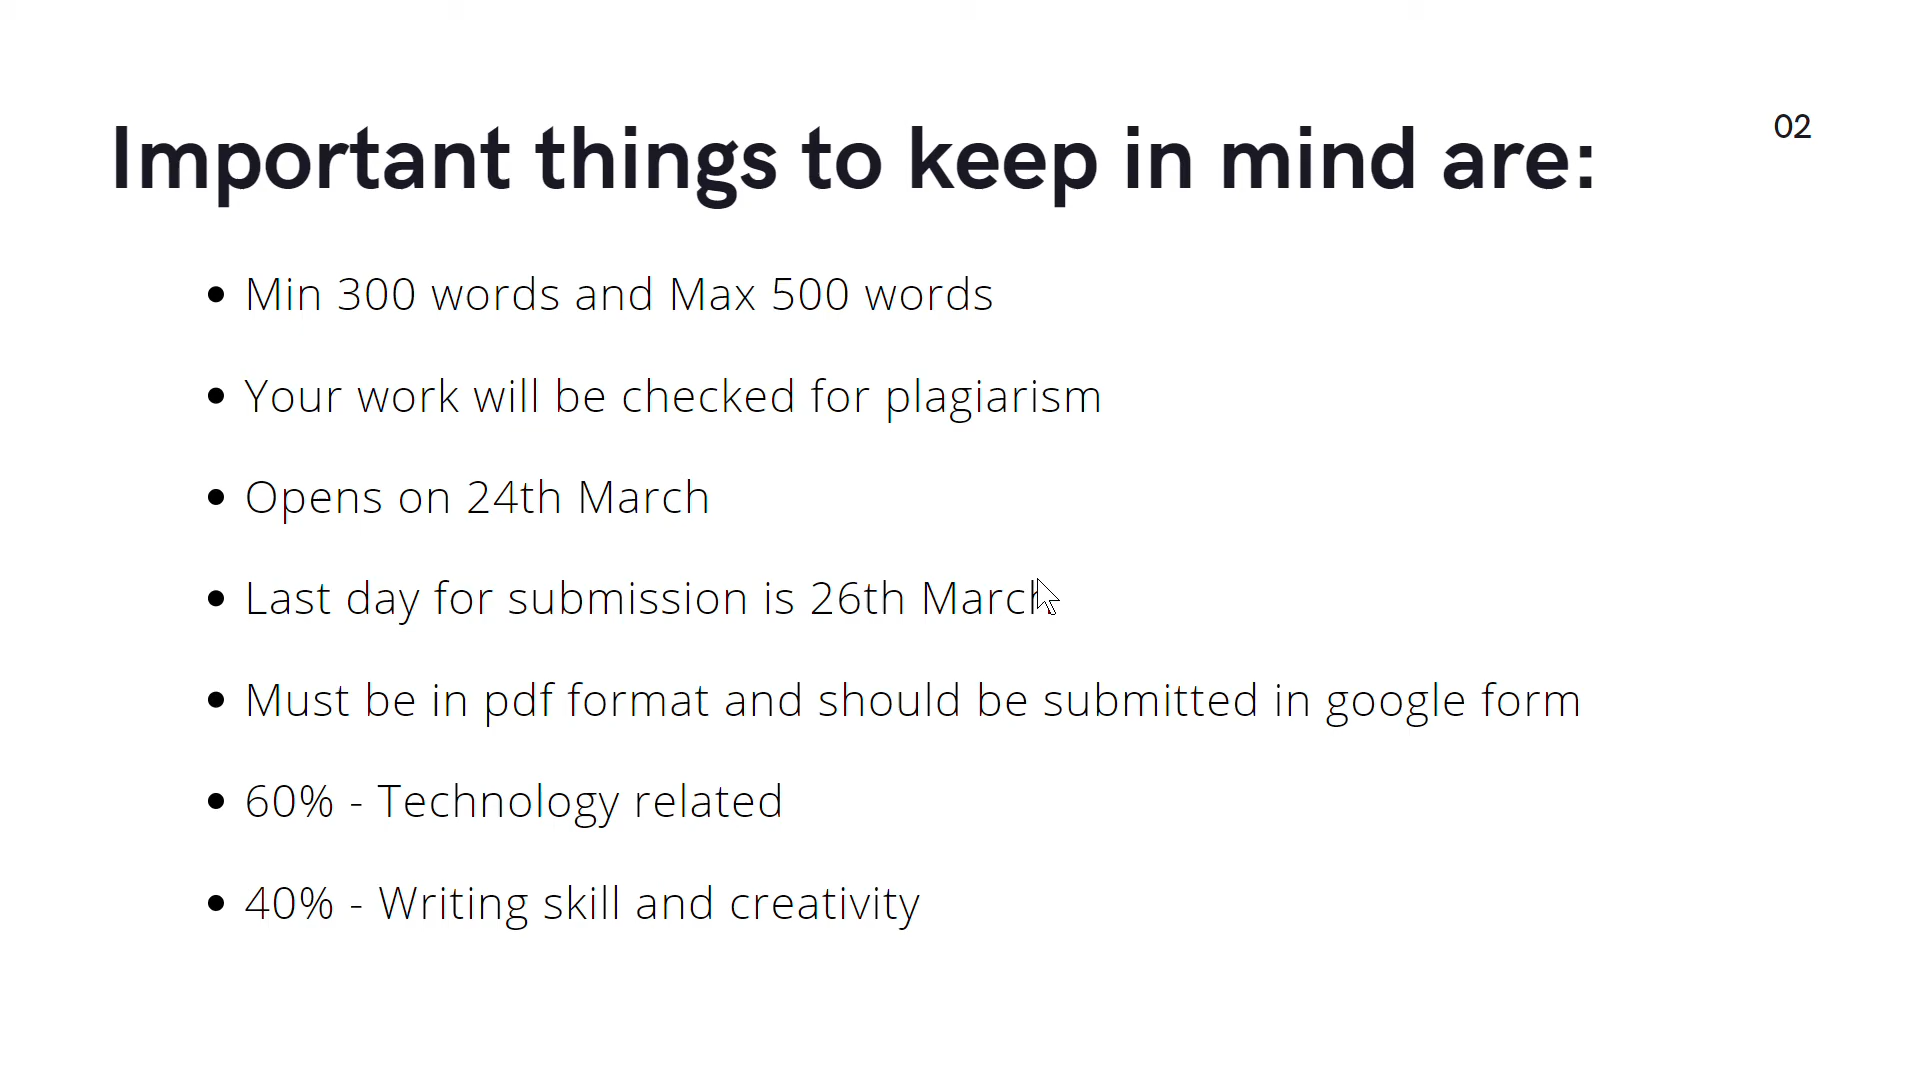 Important things to keep in mind are:
02
• Min 300 words and Max 500 words
• Your work will be checked for plagiarism
• Opens on 24th March
• Last day for submission is 26th March
• Must be in pdf format and should be submitted in google form
• 60% - Technology related
• 40% - Writing skill and creativity